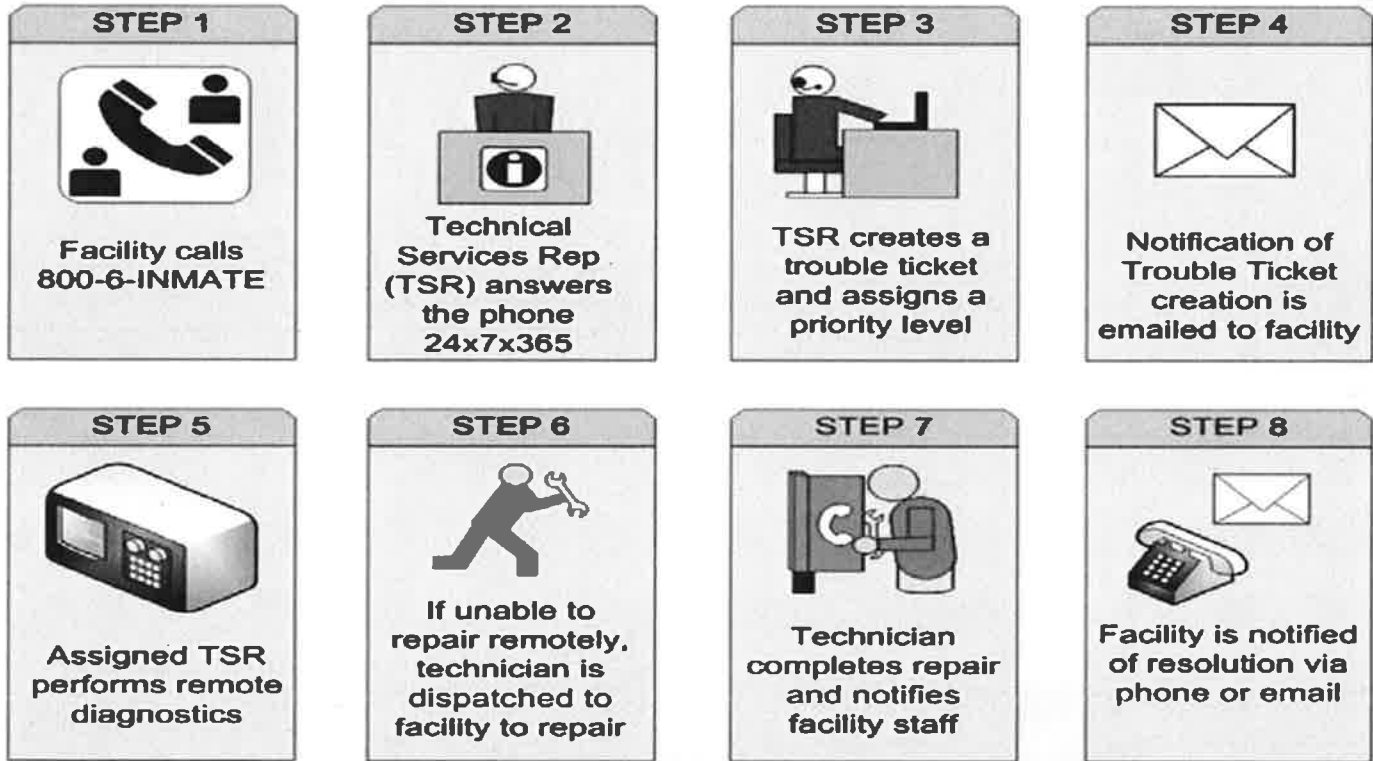 STEP 1
Facility calls
800-6-INMATE
STEP 2
Technical
Services Rep
(TSR) answers
the phone
24x7x365
STEP 3
TSR creates a
trouble ticket
and assigns a
priority level
STEP 4
Notification of
Trouble Ticket
creation is
emailed to facility
STEP 5
Assigned TSR
performs remote
diagnostics
STEP 6
If unable to
repair remotely,
technician is
dispatched to
facility to repair
STEP 7
Technician
completes repair
and notifies
facility staff
STEP 8
Facility is notified
of resolution via
phone or email